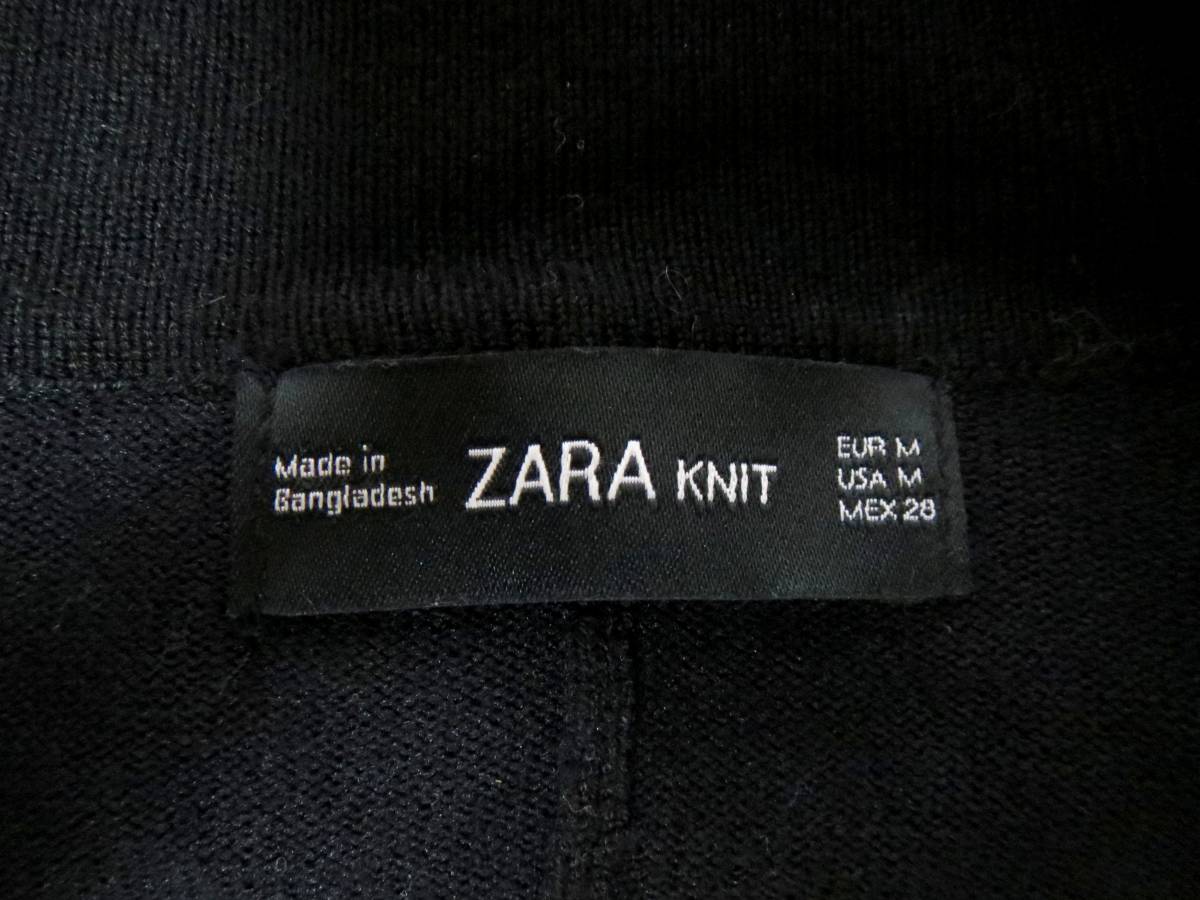 Made in
Bangladesh
ZARA KNIT
EUR M
USA M
MEX 28